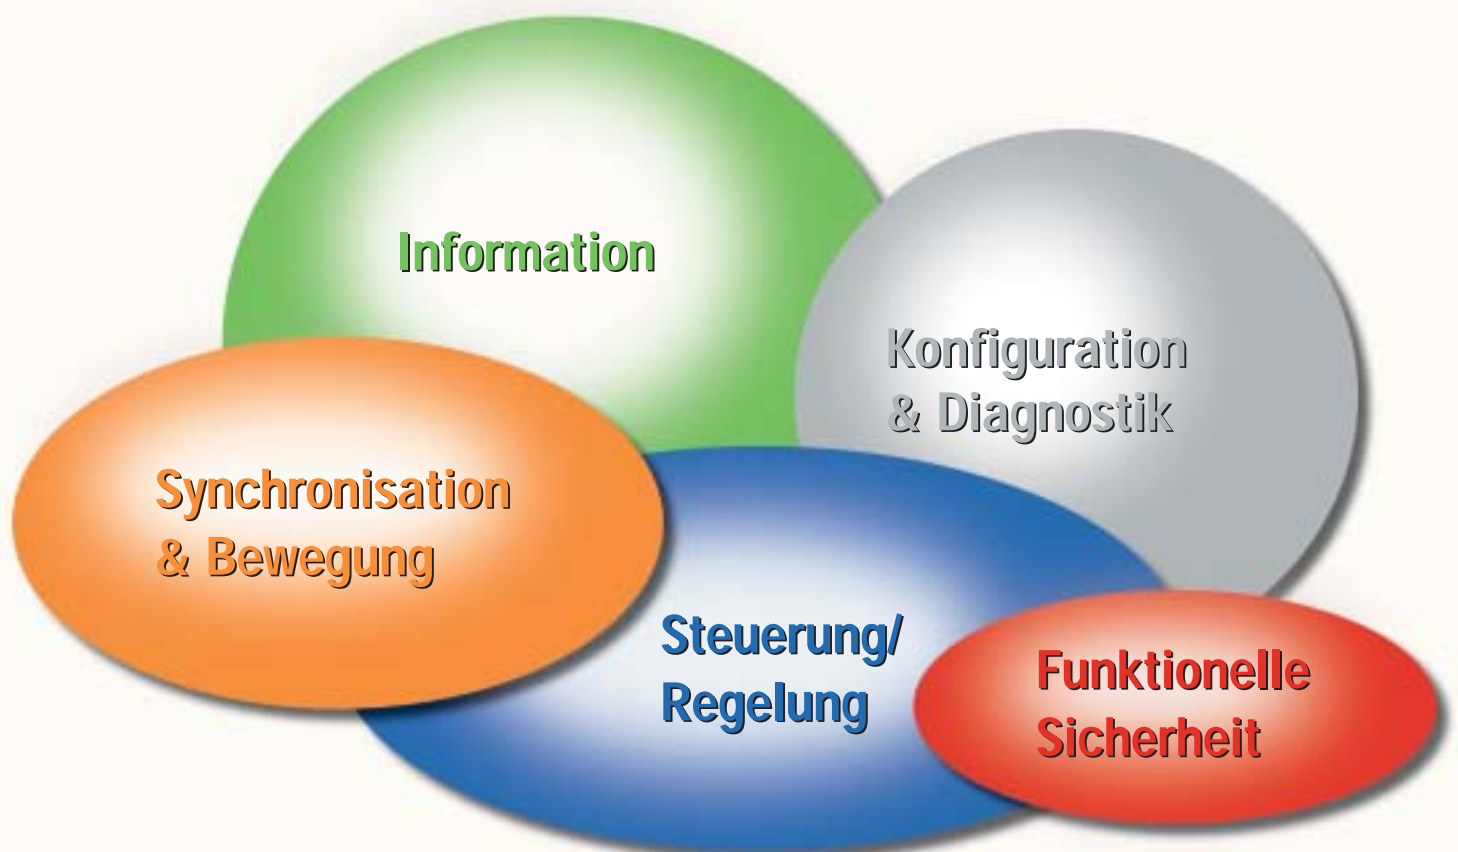 Information
Konfiguration
& Diagnostik
Synchronisation
& Bewegung
Steuerung/
Regelung
Funktionelle
Sicherheit